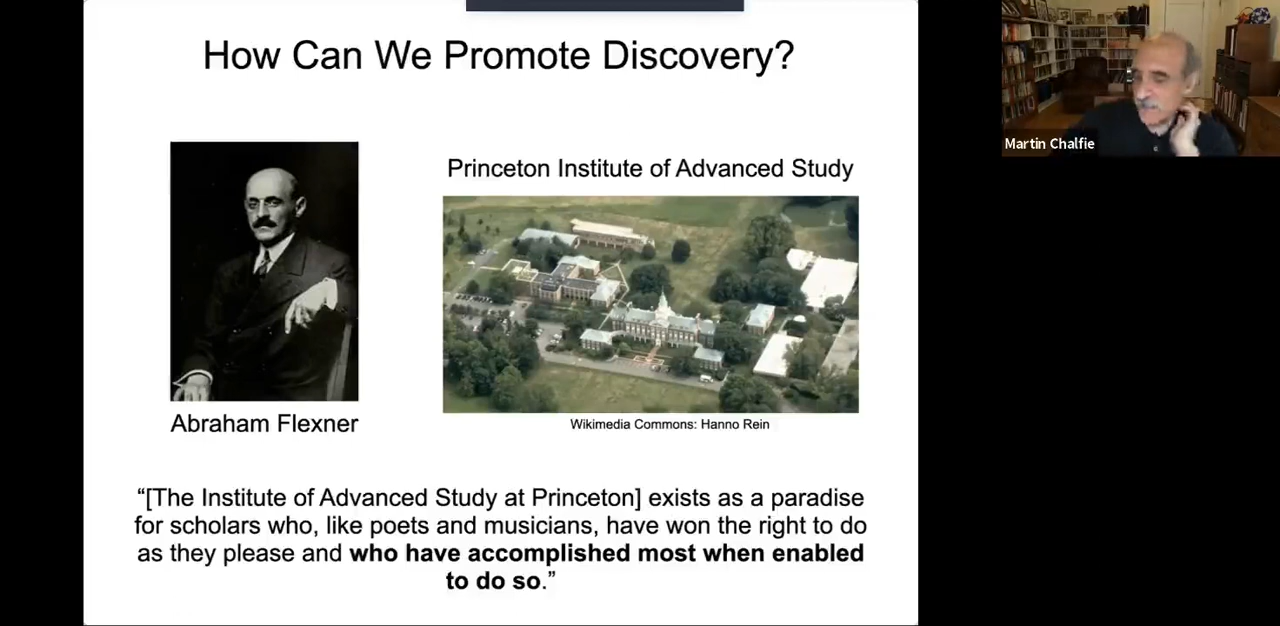 How Can We Promote Discovery?
Princeton Institute of Advanced Study
Abraham Flexner
Wikimedia Commons: Hanno Rein
“[The Institute of Advanced Study at Princeton] exists as a paradise
for scholars who, like poets and musicians, have won the right to do
as they please and who have accomplished most when enabled
to do so.”
Martin Chalfie